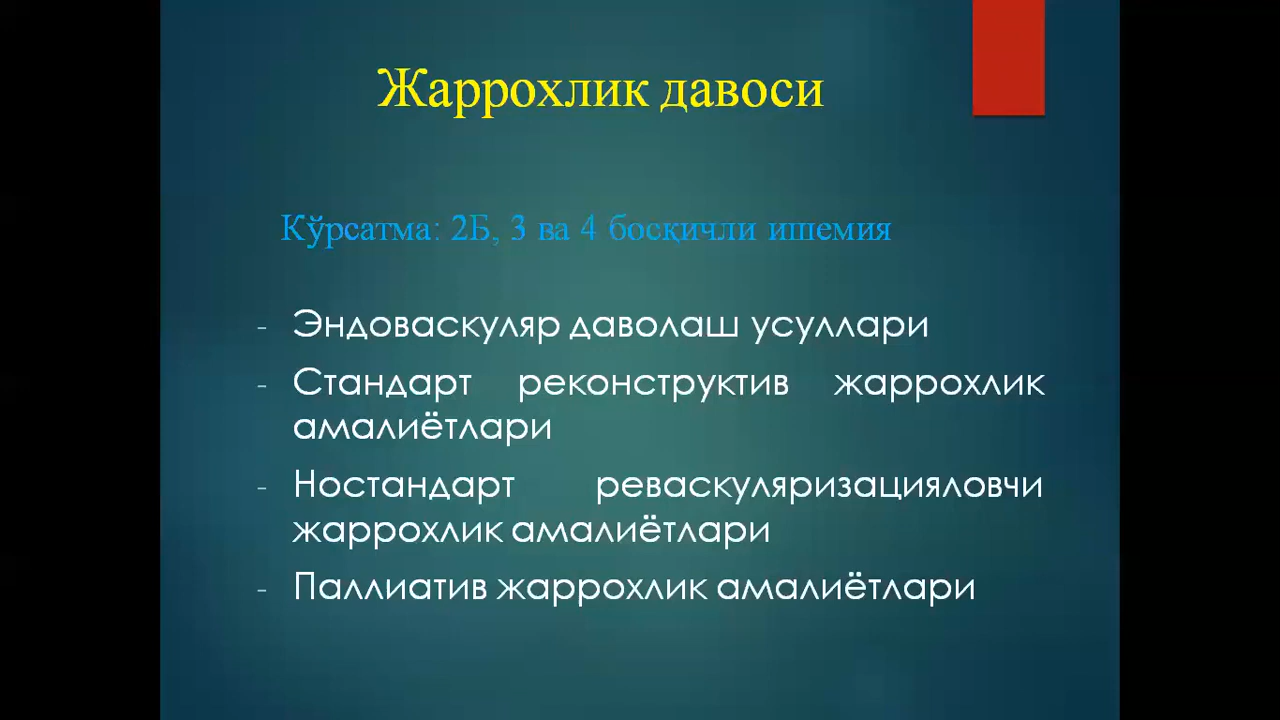 Жаррохлик давоси
Кўрсатма: 2Б, 3 ва 4 босқичли ишемия
- Эндоваскуляр даволаш усуллари
- Стандарт реконструктив жаррохлик
амалиётлари
- Ностандарт реваскуляризацияловчи
жаррохлик амалиётлари
- Паллиатив жаррохлик амалиётлари